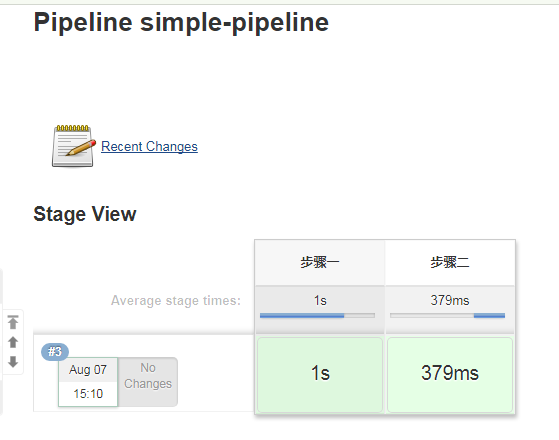 Pipeline simple-pipeline
Recent Changes
Stage View
步骤一
步骤二
Average stage times:
1s
379ms
#3
Aug 07
15:10
No
Changes
1s
379ms